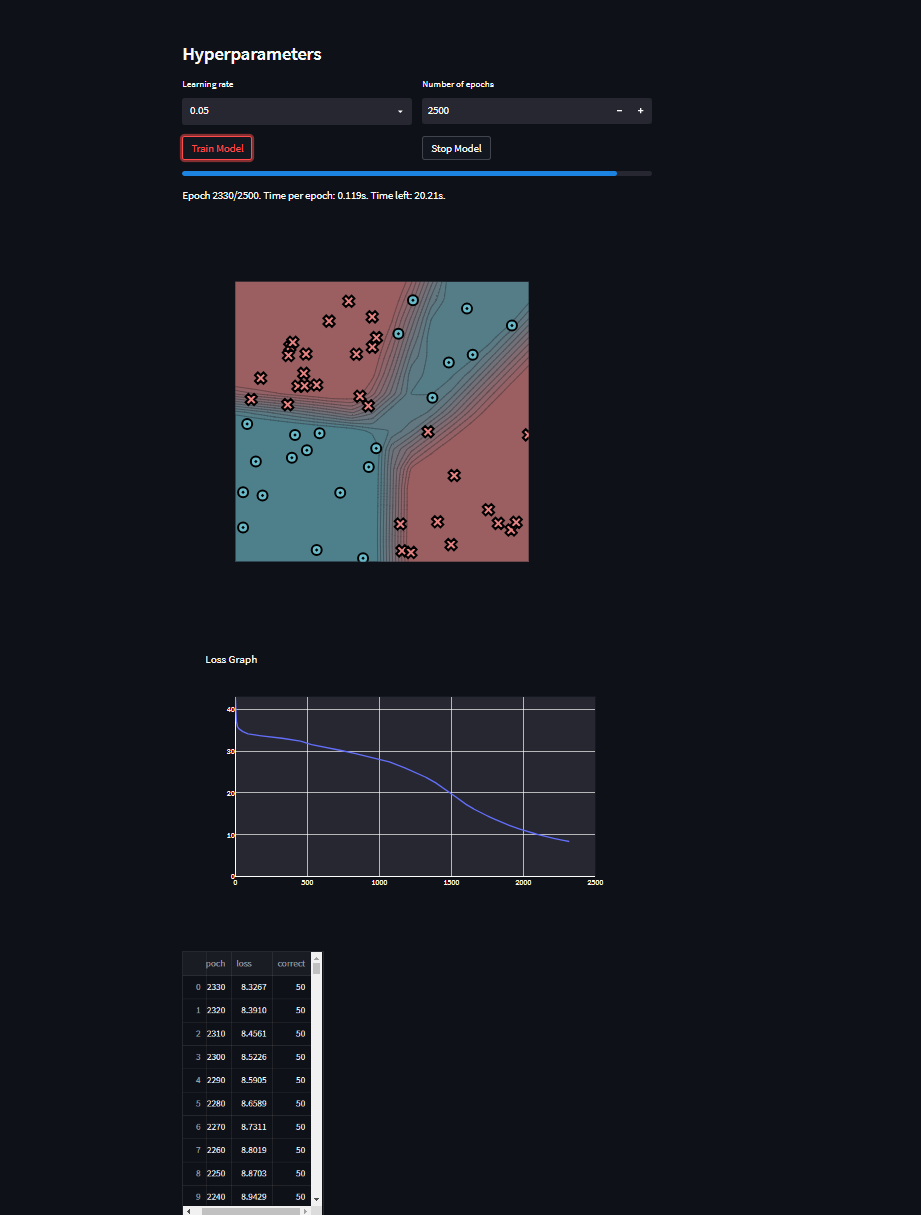 Hyperparameters
Learning rate Number of epochs
0.05 2500 − +
Train Model Stop Model
Epoch 2330/2500. Time per epoch: 0.119s. Time left: 20.21s.
Loss Graph
40
30
20
10
0
0 500 1000 1500 2000 2500
poch loss correct
0 2330 8.3267 50
1 2320 8.3910 50
2 2310 8.4561 50
3 2300 8.5226 50
4 2290 8.5905 50
5 2280 8.6589 50
6 2270 8.7311 50
7 2260 8.8019 50
8 2250 8.8703 50
9 2240 8.9429 50